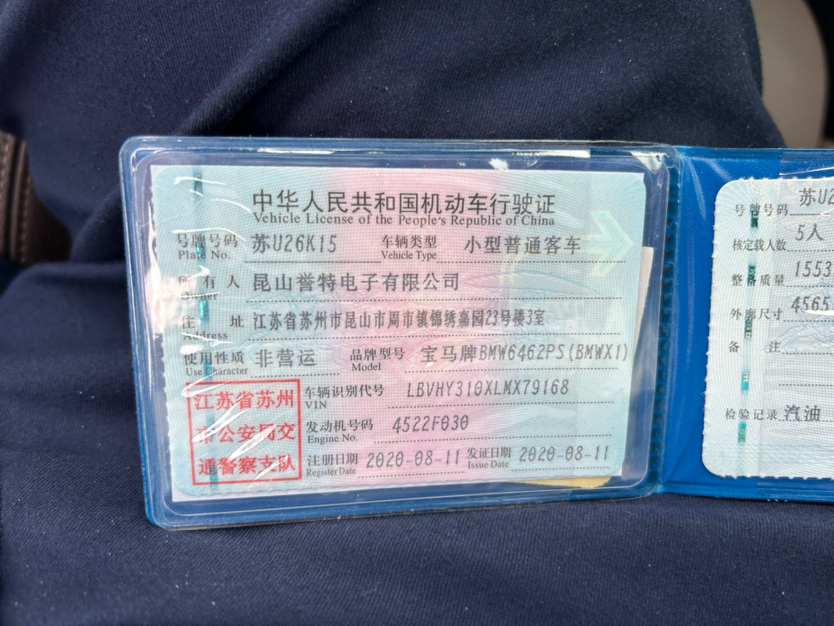 中华人民共和国机动车行驶证
Vehicle License of the People's Republic of China
号牌号码 苏U26K15 车辆类型 小型普通客车
Plate No. Vehicle Type
所有人 昆山誉特电子有限公司
Owner
住址 江苏省苏州市昆山市周市镇锦绣嘉园23号楼3室
Address
使用性质 非营运 品牌型号 宝马牌BMW6462PS(BMWX1)
Use Character Model
江苏省苏州
市公安局交
通警察支队
车辆识别代号 LBVHY310XLMX79168
VIN
发动机号码 4522F030
Engine No.
注册日期 2020-08-11 发证日期 2020-08-11
Register Date Issue Date
号牌号码 苏U2
核定载人数 5人
整备质量 1553
外廓尺寸 4565
备注
检验记录 汽油